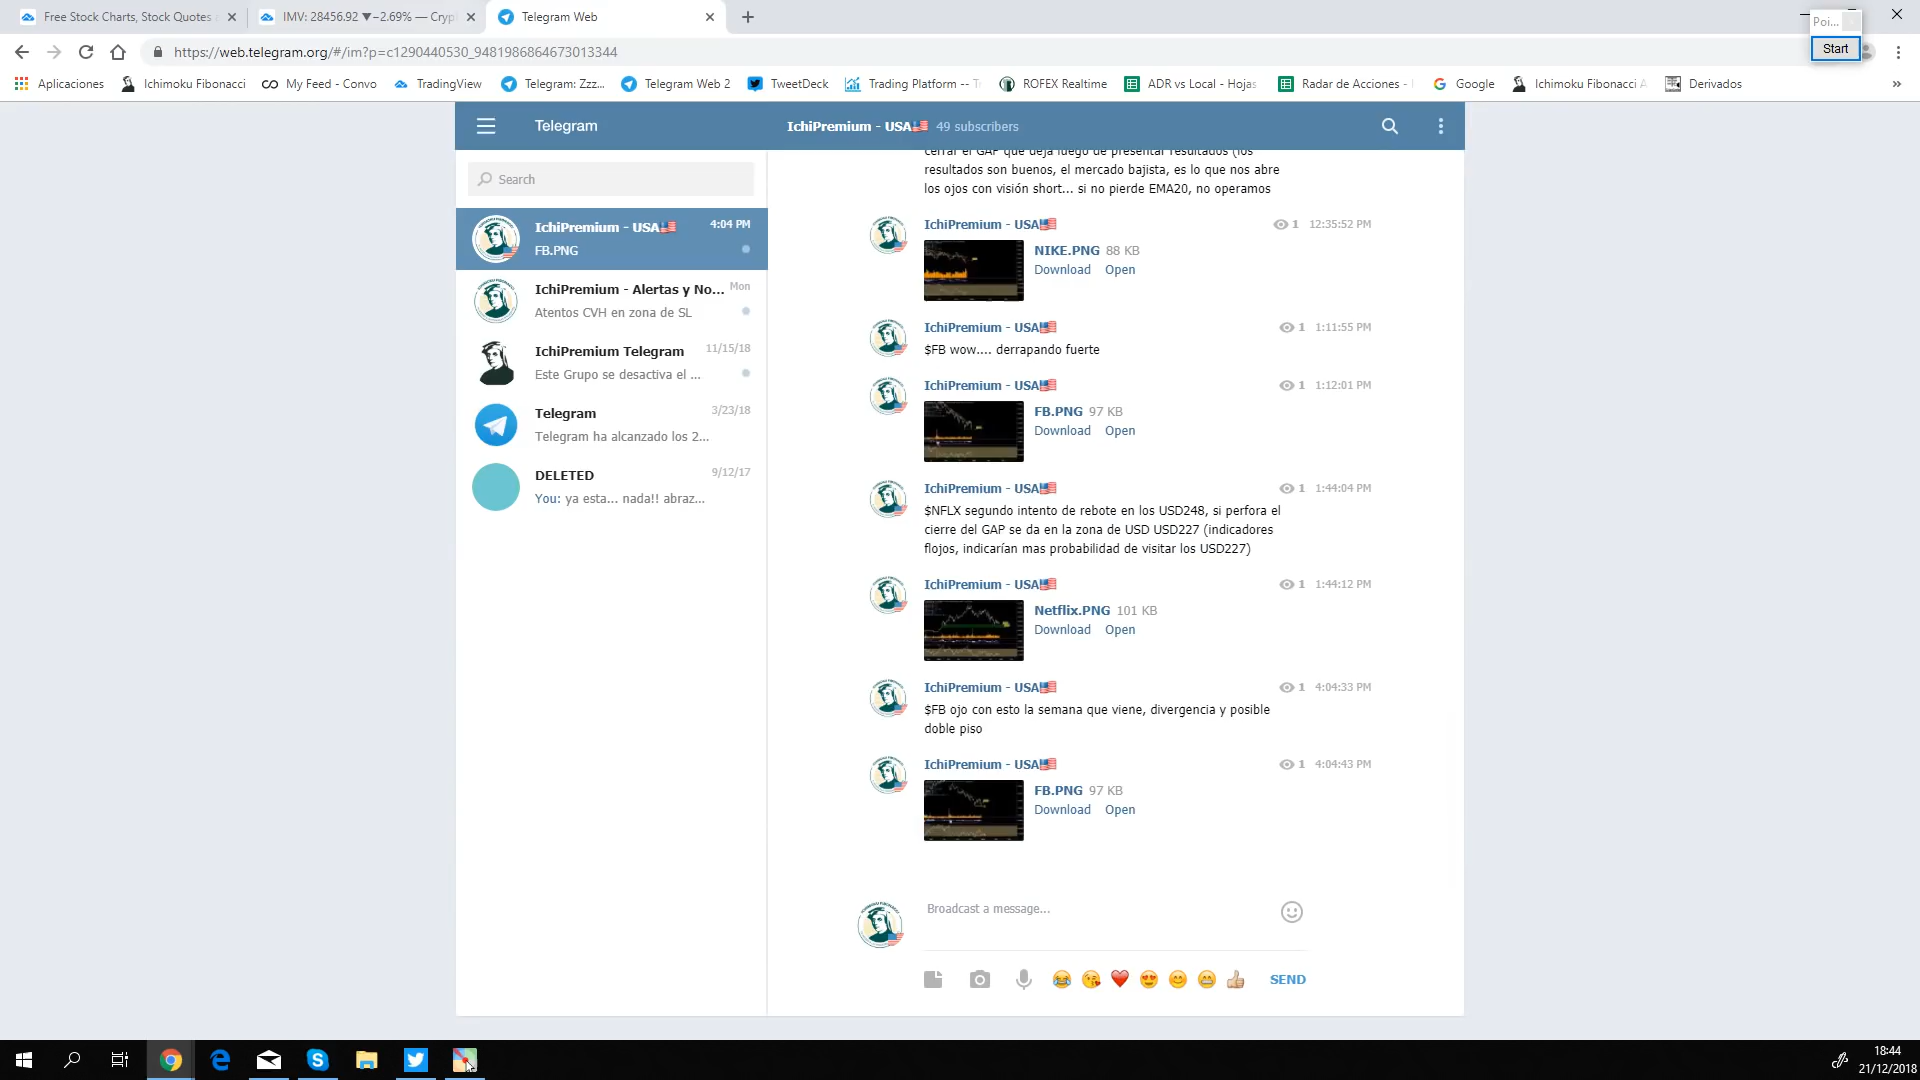 Free Stock Charts, Stock Quotes
IMV: 28456.92 ▼−2.69% — Cryp
Telegram Web
Poi...
Start
https://web.telegram.org/#/im?p=c1290440530_9481986864673013344
Aplicaciones
Ichimoku Fibonacci
My Feed - Convo
TradingView
Telegram: Zzz...
Telegram Web 2
TweetDeck
Trading Platform --
ROFEX Realtime
ADR vs Local - Hojas
Radar de Acciones -
Google
Ichimoku Fibonacci A
Derivados
»
Telegram
IchiPremium - USA🇺🇸 49 subscribers
Search
IchiPremium - USA🇺🇸 4:04 PM
FB.PNG
IchiPremium - Alertas y No... Mon
Atentos CVH en zona de SL
IchiPremium Telegram 11/15/18
Este Grupo se desactiva el ...
Telegram 3/23/18
Telegram ha alcanzado los 2...
DELETED 9/12/17
You: ya esta... nada!! abraz...
cerrar el GAP que deja luego de presentar resultados (los
resultados son buenos, el mercado bajista, es lo que nos abre
los ojos con visión short... si no pierde EMA20, no operamos
IchiPremium - USA🇺🇸 1 12:35:52 PM
NIKE.PNG 88 KB
Download Open
IchiPremium - USA🇺🇸 1 1:11:55 PM
$FB wow.... derrapando fuerte
IchiPremium - USA🇺🇸 1 1:12:01 PM
FB.PNG 97 KB
Download Open
IchiPremium - USA🇺🇸 1 1:44:04 PM
$NFLX segundo intento de rebote en los USD248, si perfora el
cierre del GAP se da en la zona de USD USD227 (indicadores
flojos, indicarían mas probabilidad de visitar los USD227)
IchiPremium - USA🇺🇸 1 1:44:12 PM
Netflix.PNG 101 KB
Download Open
IchiPremium - USA🇺🇸 1 4:04:33 PM
$FB ojo con esto la semana que viene, divergencia y posible
doble piso
IchiPremium - USA🇺🇸 1 4:04:43 PM
FB.PNG 97 KB
Download Open
Broadcast a message...
😂 😘 ❤️ 😍 😊 😁 👍 SEND
18:44
21/12/2018